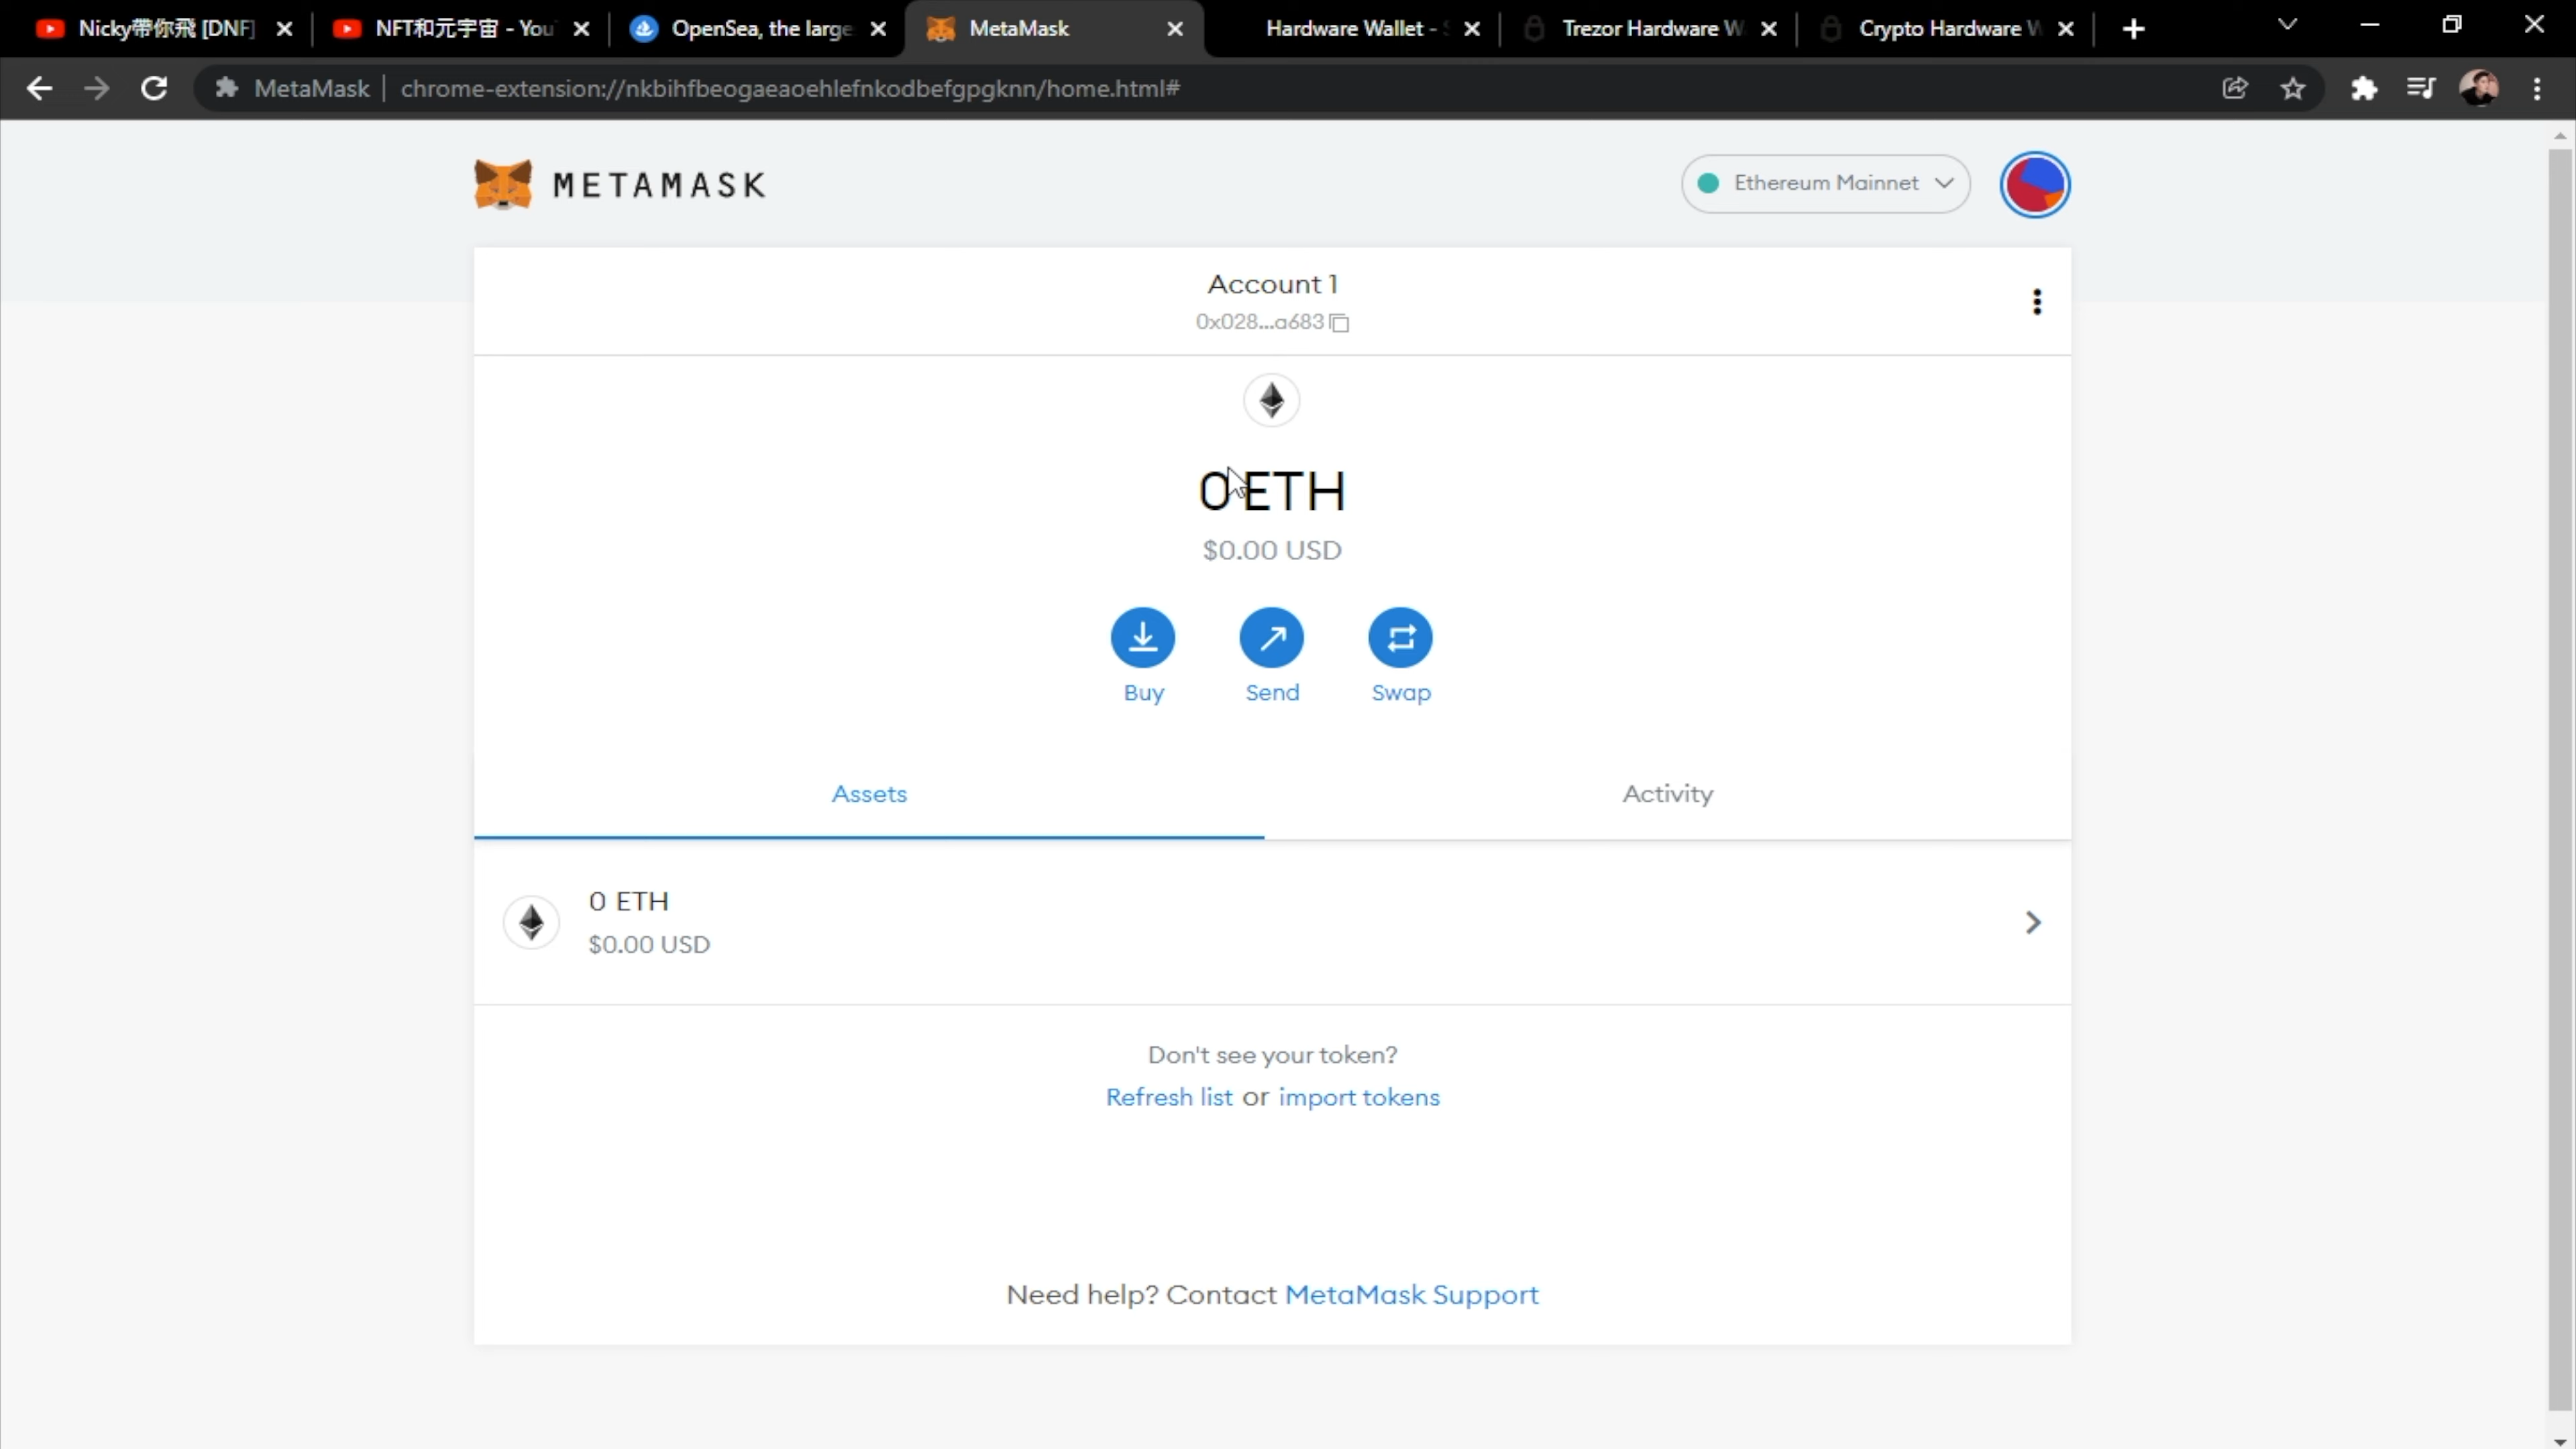 Nicky帶你飛 [DNF]
NFT和元宇宙 - You
OpenSea, the large
MetaMask
Hardware Wallet -
Trezor Hardware W
Crypto Hardware W
MetaMask
chrome-extension://nkbihfbeogaeaoehlefnkodbefgpgknn/home.html#
METAMASK
Ethereum Mainnet
Account 1
0x028...a683
0 ETH
$0.00 USD
Buy
Send
Swap
Assets
Activity
0 ETH
$0.00 USD
Don't see your token?
Refresh list or import tokens
Need help? Contact MetaMask Support